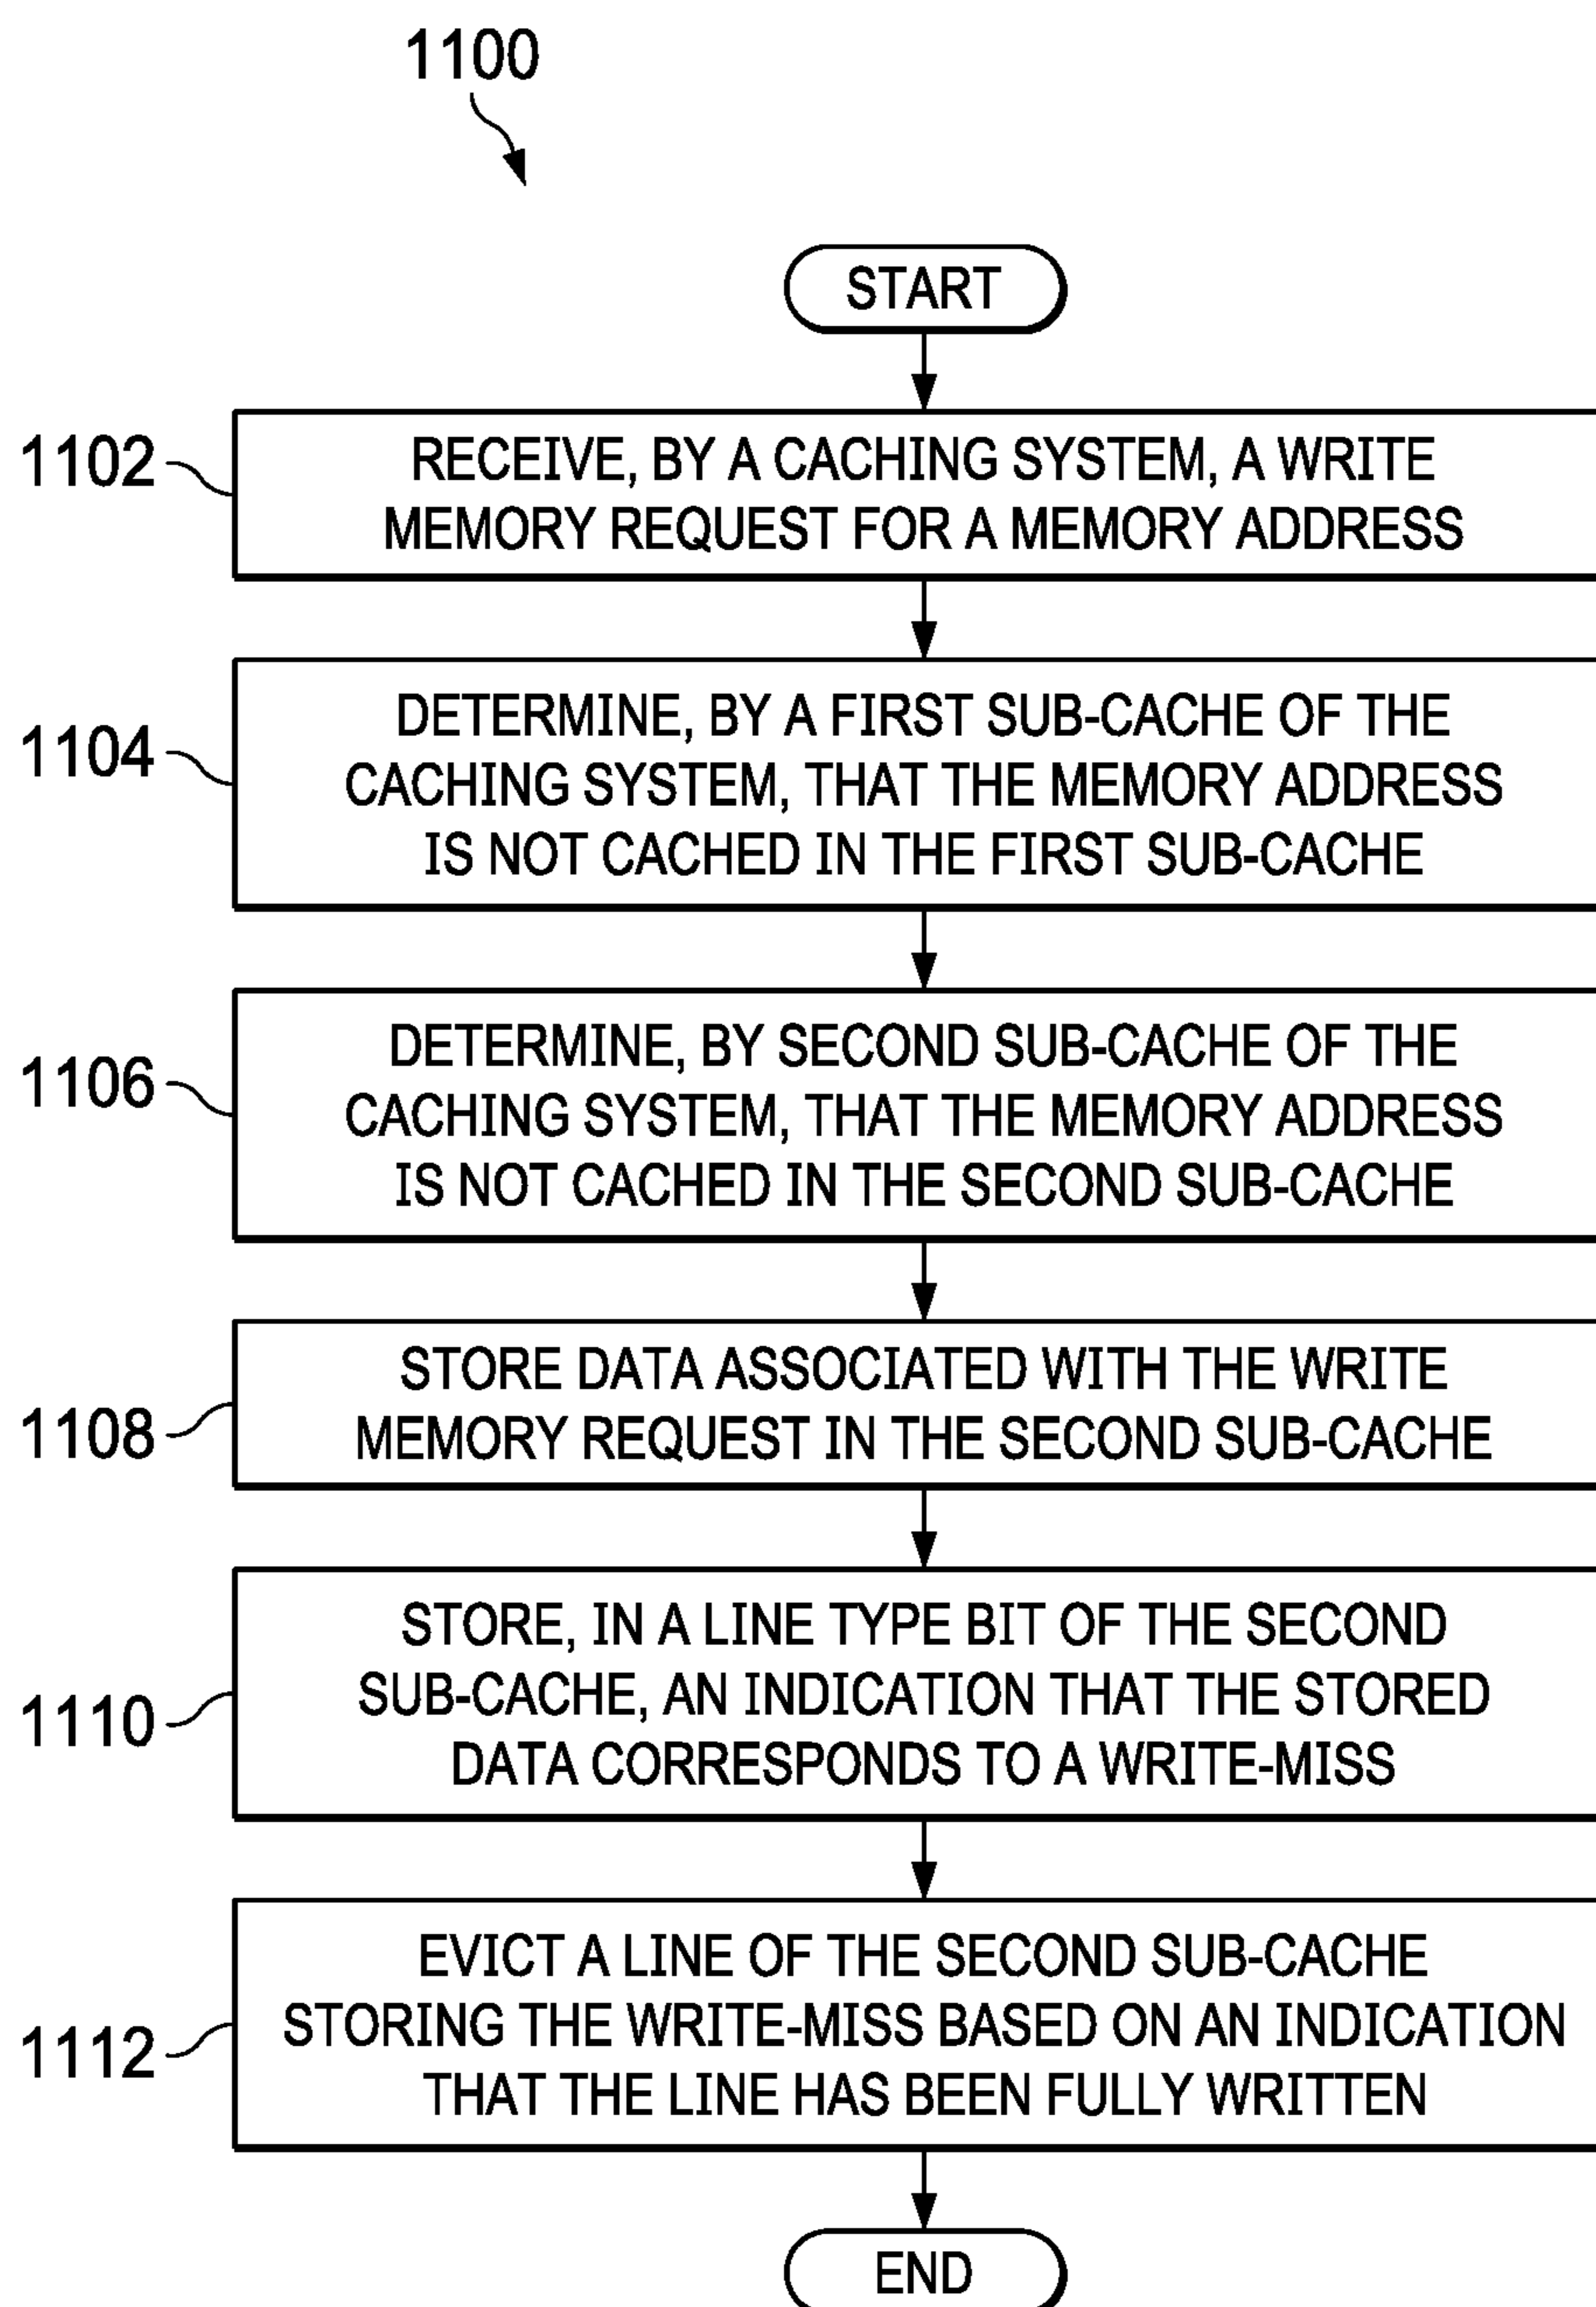 1100
START
1102
RECEIVE, BY A CACHING SYSTEM, A WRITE
MEMORY REQUEST FOR A MEMORY ADDRESS
1104
DETERMINE, BY A FIRST SUB-CACHE OF THE
CACHING SYSTEM, THAT THE MEMORY ADDRESS
IS NOT CACHED IN THE FIRST SUB-CACHE
1106
DETERMINE, BY SECOND SUB-CACHE OF THE
CACHING SYSTEM, THAT THE MEMORY ADDRESS
IS NOT CACHED IN THE SECOND SUB-CACHE
1108
STORE DATA ASSOCIATED WITH THE WRITE
MEMORY REQUEST IN THE SECOND SUB-CACHE
1110
STORE, IN A LINE TYPE BIT OF THE SECOND
SUB-CACHE, AN INDICATION THAT THE STORED
DATA CORRESPONDS TO A WRITE-MISS
1112
EVICT A LINE OF THE SECOND SUB-CACHE
STORING THE WRITE-MISS BASED ON AN INDICATION
THAT THE LINE HAS BEEN FULLY WRITTEN
END